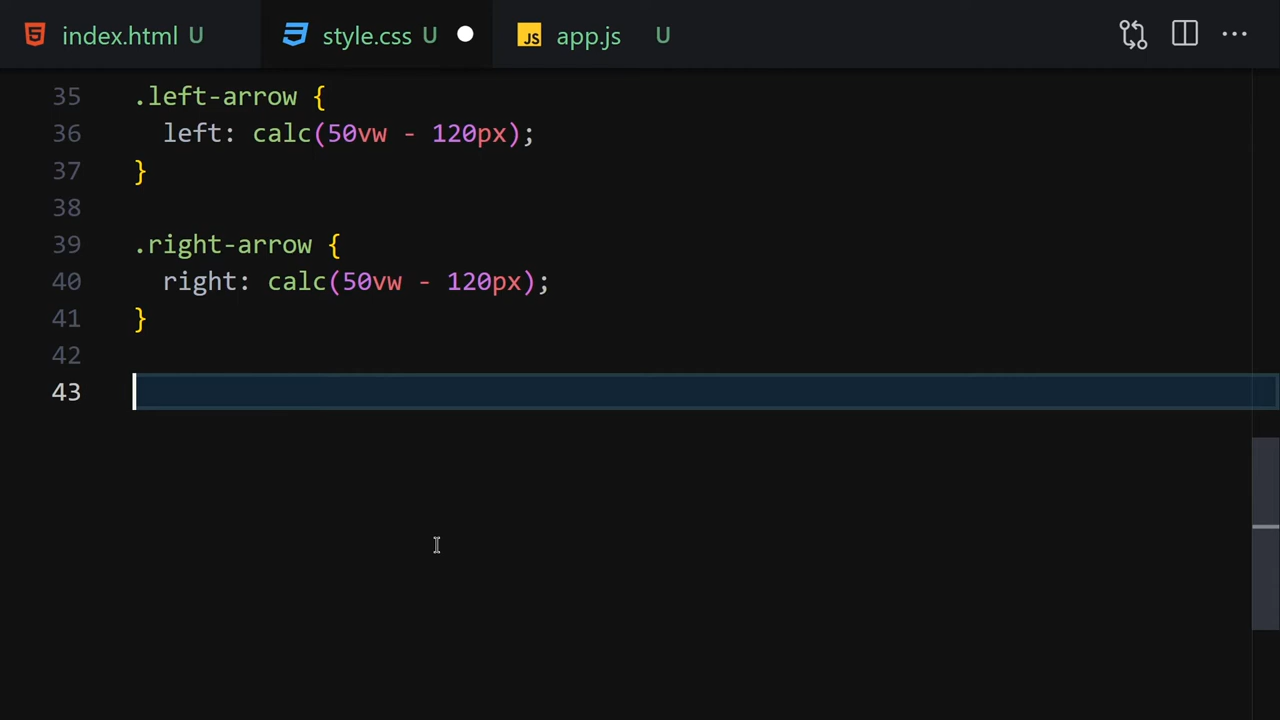 index.html U style.css U JS app.js U
35 .left-arrow {
36 left: calc(50vw - 120px);
37 }
38
39 .right-arrow {
40 right: calc(50vw - 120px);
41 }
42
43